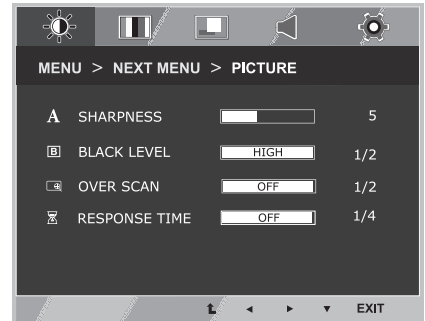 MENU > NEXT MENU > PICTURE
A SHARPNESS 5
B BLACK LEVEL HIGH 1/2
OVER SCAN OFF 1/2
RESPONSE TIME OFF 1/4
EXIT